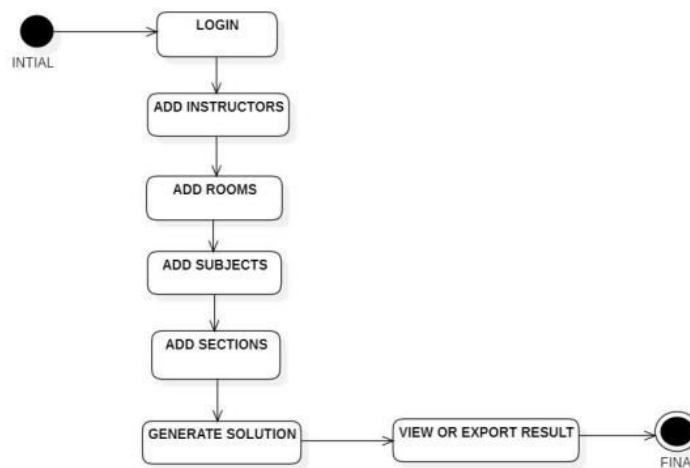 LOGIN
INTIAL
ADD INSTRUCTORS
ADD ROOMS
ADD SUBJECTS
ADD SECTIONS
GENERATE SOLUTION
VIEW OR EXPORT RESULT
FINA